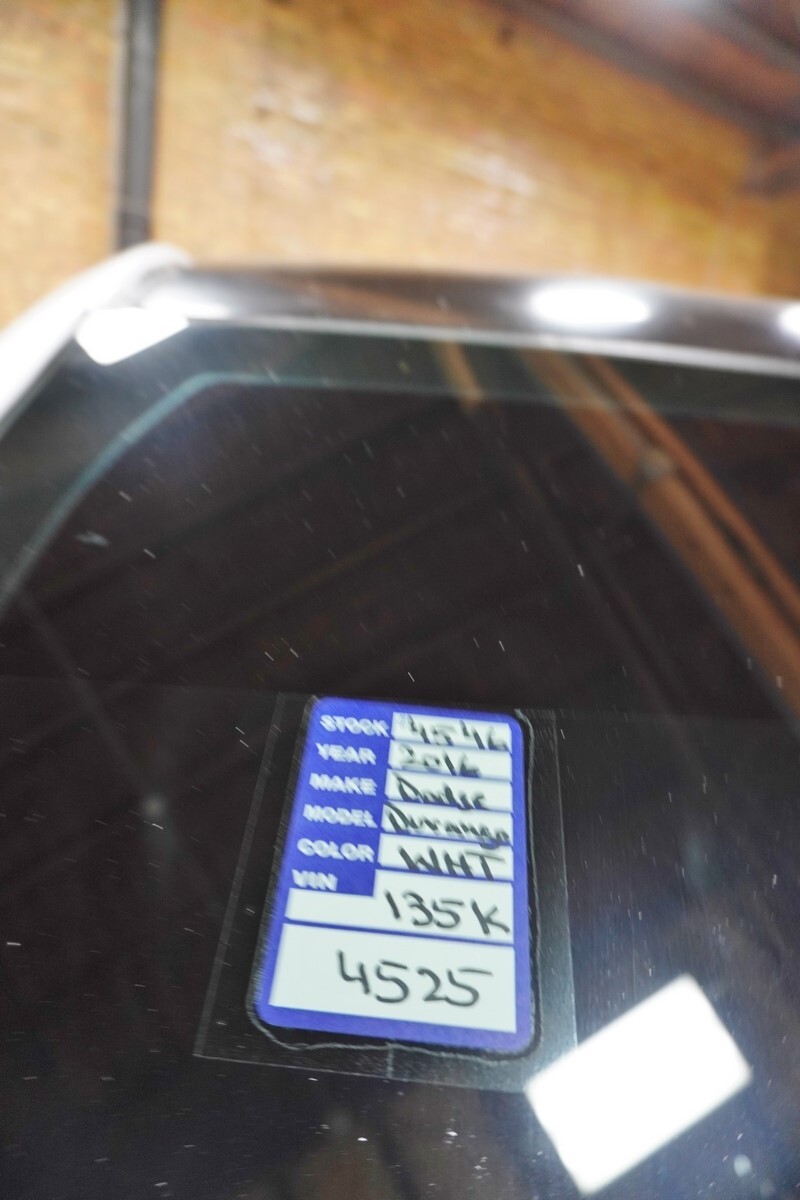 STOCK 4546
YEAR 2016
MAKE Dodge
MODEL Durango
COLOR WHT
VIN 135K
4525